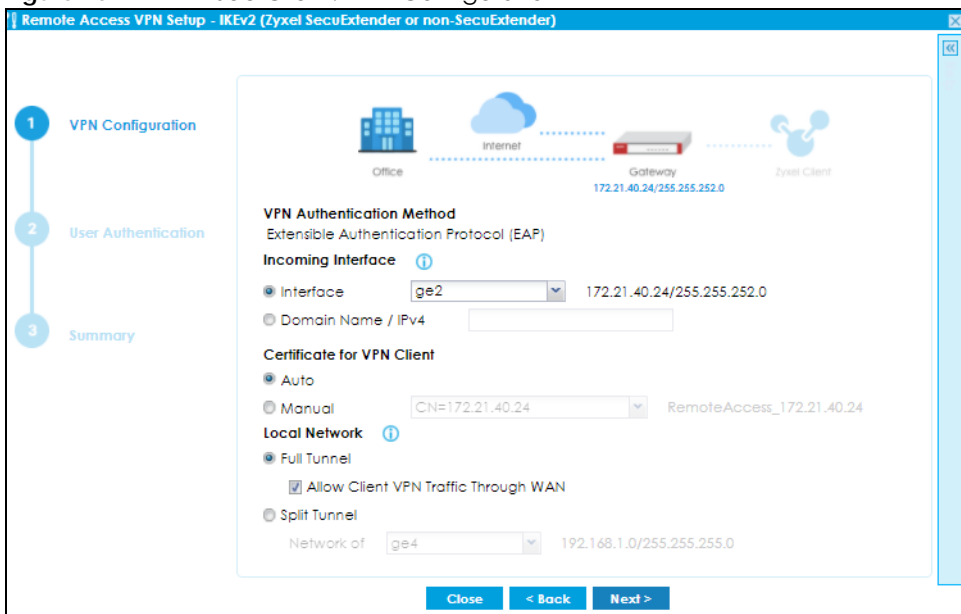 Remote Access VPN Setup - IKEv2 (Zyxel SecuExtender or non-SecuExtender)
1 VPN Configuration
2 User Authentication
3 Summary
Internet
Office
Gateway
Zyxel Client
172.21.40.24/255.255.252.0
VPN Authentication Method
Extensible Authentication Protocol (EAP)
Incoming Interface
Interface ge2 172.21.40.24/255.255.252.0
Domain Name / IPv4
Certificate for VPN Client
Auto
Manual CN=172.21.40.24 RemoteAccess_172.21.40.24
Local Network
Full Tunnel
Allow Client VPN Traffic Through WAN
Split Tunnel
Network of ge4 192.168.1.0/255.255.255.0
Close < Back Next >